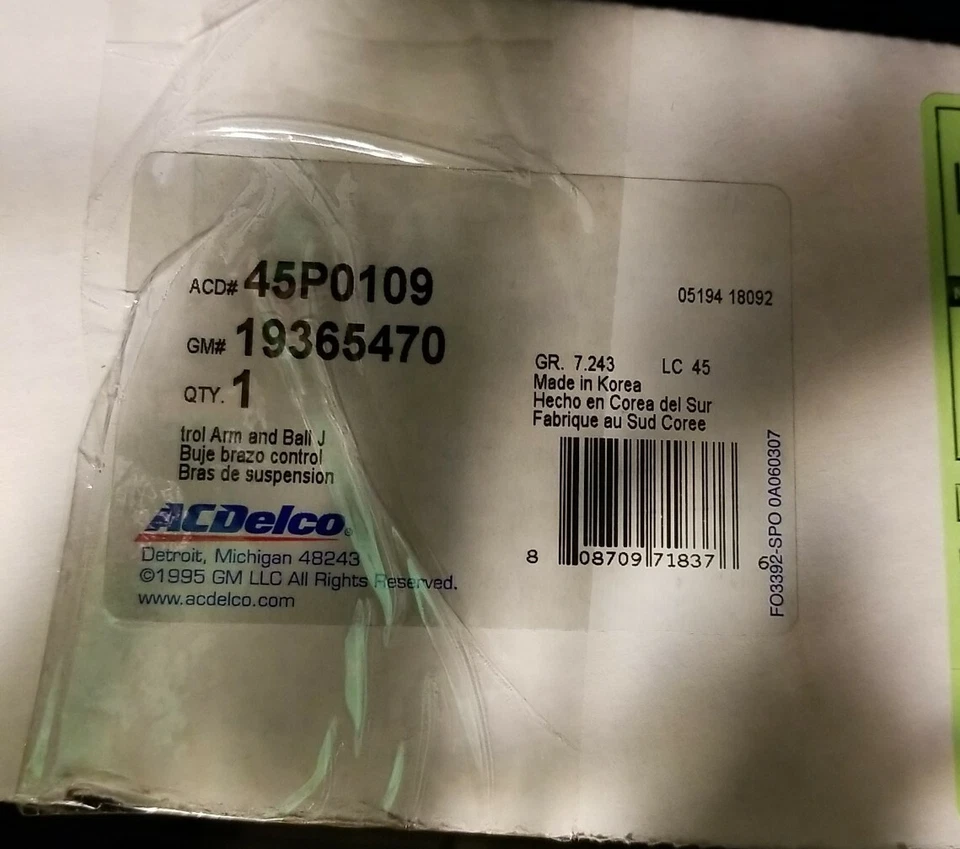 ACD# 45P0109
GM# 19365470
QTY. 1
trol Arm and Ball J
Buje brazo control
Bras de suspension
ACDelco®
Detroit, Michigan 48243
©1995 GM LLC All Rights Reserved.
www.acdelco.com
05194 18092
GR. 7.243 LC 45
Made in Korea
Hecho en Corea del Sur
Fabrique au Sud Coree
8 08709 71837 6
FO3392-SPO 0A060307